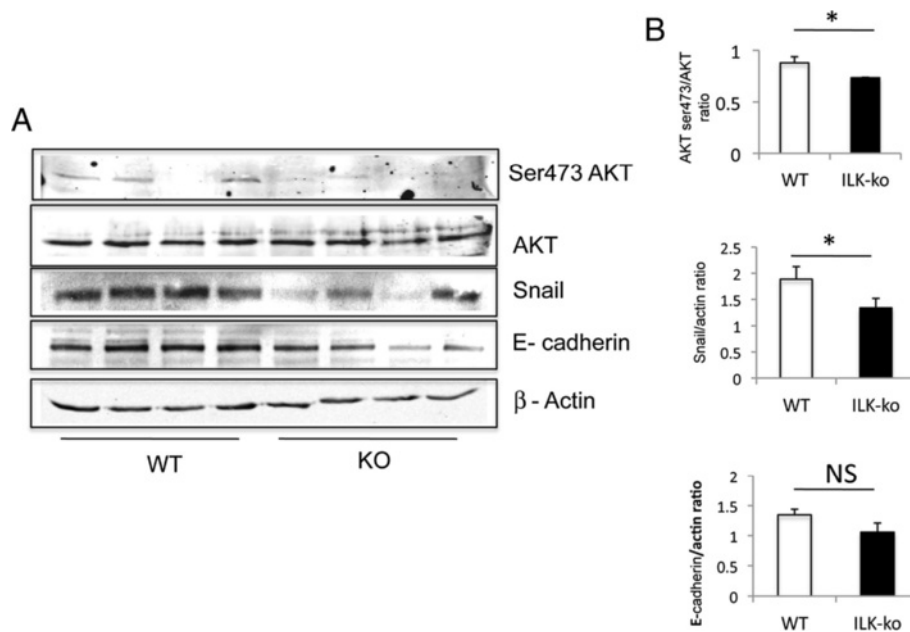 A
Ser473 AKT
AKT
Snail
E- cadherin
β - Actin
WT
KO
B
*
AKT ser473/AKT
ratio
1
0.5
0
WT
ILK-ko
*
Snail/actin ratio
2.5
2
1.5
1
0.5
0
WT
ILK-ko
NS
E-cadherin/actin ratio
2
1.5
1
0.5
0
WT
ILK-ko